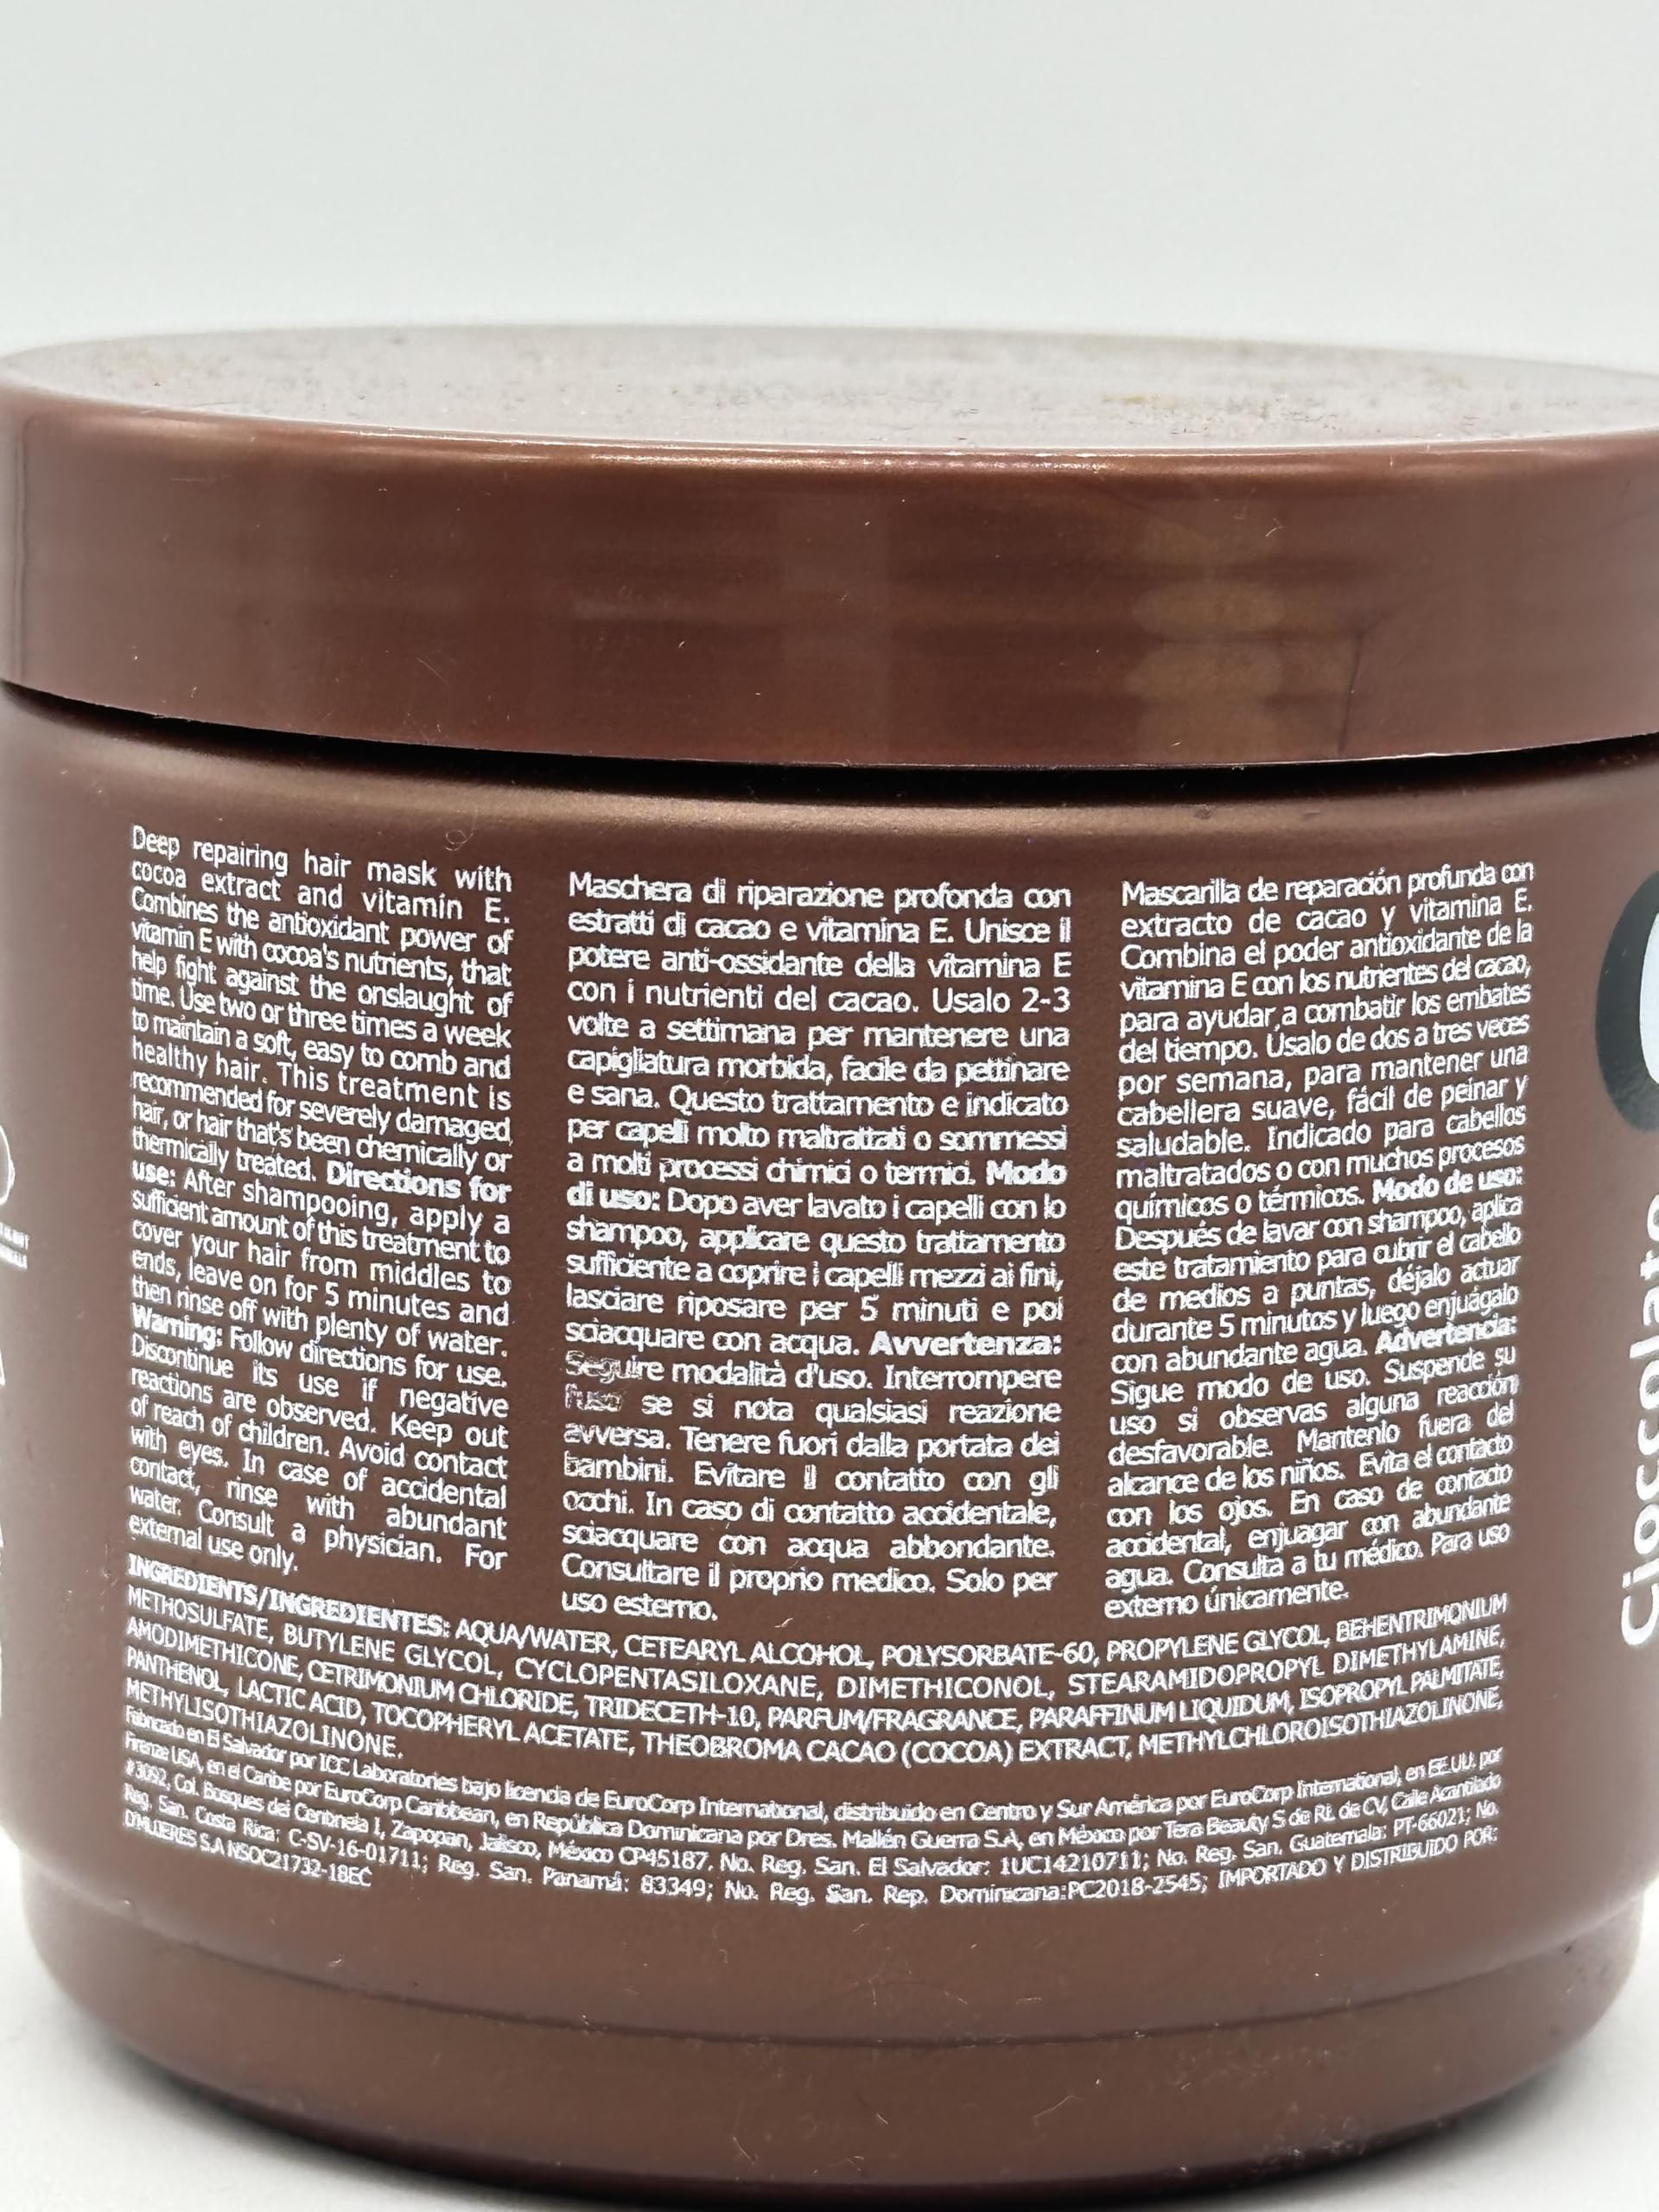 Deep repairing hair mask with
cocoa extract and vitamin E.
Combines the antioxidant power of
vitamin E with cocoa's nutrients, that
help fight against the onslaught of
time. Use two or three times a week
to maintain a soft, easy to comb and
healthy hair. This treatment is
recommended for severely damaged
hair, or hair that's been chemically or
thermically treated. Directions for
use: After shampooing, apply a
sufficient amount of this treatment to
cover your hair from middles to
ends, leave on for 5 minutes and
then rinse off with plenty of water.
Warning: Follow directions for use.
Discontinue its use if negative
reactions are observed. Keep out
of reach of children. Avoid contact
with eyes. In case of accidental
contact, rinse with abundant
water. Consult a physician. For
external use only.
Maschera di riparazione profonda con
estratti di cacao e vitamina E. Unisce il
potere anti-ossidante della vitamina E
con i nutrienti del cacao. Usalo 2-3
volte a settimana per mantenere una
capigliatura morbida, facile da pettinare
e sana. Questo trattamento e indicato
per capelli molto maltrattati o sommessi
a molti processi chimici o termici. Modo
di uso: Dopo aver lavato i capelli con lo
shampoo, applicare questo trattamento
sufficiente a coprire i capelli mezzi ai fini,
lasciare riposare per 5 minuti e poi
sciacquare con acqua. Avvertenza:
Seguire modalità d'uso. Interrompere
l'uso se si nota qualsiasi reazione
avversa. Tenere fuori dalla portata dei
bambini. Evitare il contatto con gli
occhi. In caso di contatto accidentale,
sciacquare con acqua abbondante.
Consultare il proprio medico. Solo per
uso esterno.
Mascarilla de reparación profunda con
extracto de cacao y vitamina E.
Combina el poder antioxidante de la
vitamina E con los nutrientes del cacao,
para ayudar a combatir los embates
del tiempo. Úsalo de dos a tres veces
por semana, para mantener una
cabellera suave, fácil de peinar y
saludable. Indicado para cabellos
maltratados o con muchos procesos
químicos o térmicos. Modo de uso:
Después de lavar con shampoo, aplica
este tratamiento para cubrir el cabello
de medios a puntas, déjalo actuar
durante 5 minutos y luego enjuágalo
con abundante agua. Advertencia:
Sigue modo de uso. Suspende su
uso si observas alguna reacción
desfavorable. Mantenlo fuera del
alcance de los niños. Evita el contacto
con los ojos. En caso de contacto
accidental, enjuagar con abundante
agua. Consulta a tu médico. Para uso
externo únicamente.
INGREDIENTS/INGREDIENTES: AQUA/WATER, CETEARYL ALCOHOL, POLYSORBATE-60, PROPYLENE GLYCOL, BEHENTRIMONIUM
METHOSULFATE, BUTYLENE GLYCOL, CYCLOPENTASILOXANE, DIMETHICONOL, STEARAMIDOPROPYL DIMETHYLAMINE,
AMODIMETHICONE, CETRIMONIUM CHLORIDE, TRIDECETH-10, PARFUM/FRAGRANCE, PARAFFINUM LIQUIDUM, ISOPROPYL PALMITATE,
PANTHENOL, LACTIC ACID, TOCOPHERYL ACETATE, THEOBROMA CACAO (COCOA) EXTRACT, METHYLCHLOROISOTHIAZOLINONE,
METHYLISOTHIAZOLINONE.
Fabricado en El Salvador por ICC Laboratories bajo licencia de EuroCorp International, distribuido en Centro y Sur América por EuroCorp International, en EE.UU. por
Firenze USA, en el Caribe por EuroCorp Caribbean, en República Dominicana por Dres. Mallén Guerra S.A, en México por Tera Beauty S de RL de CV, Calle Acantilado
#3092, Col. Bosques del Centinela I, Zapopan, Jalisco, México CP45187. No. Reg. San. El Salvador: 1UC14210711; No. Reg. San. Guatemala: PT-66021; No.
Reg. San. Costa Rica: C-SV-16-01711; Reg. San. Panamá: 83349; No. Reg. San. Rep. Dominicana:PC2018-2545; IMPORTADO Y DISTRIBUIDO POR:
D'MUJERES S.A NSOC21732-18EC
Cioccolato